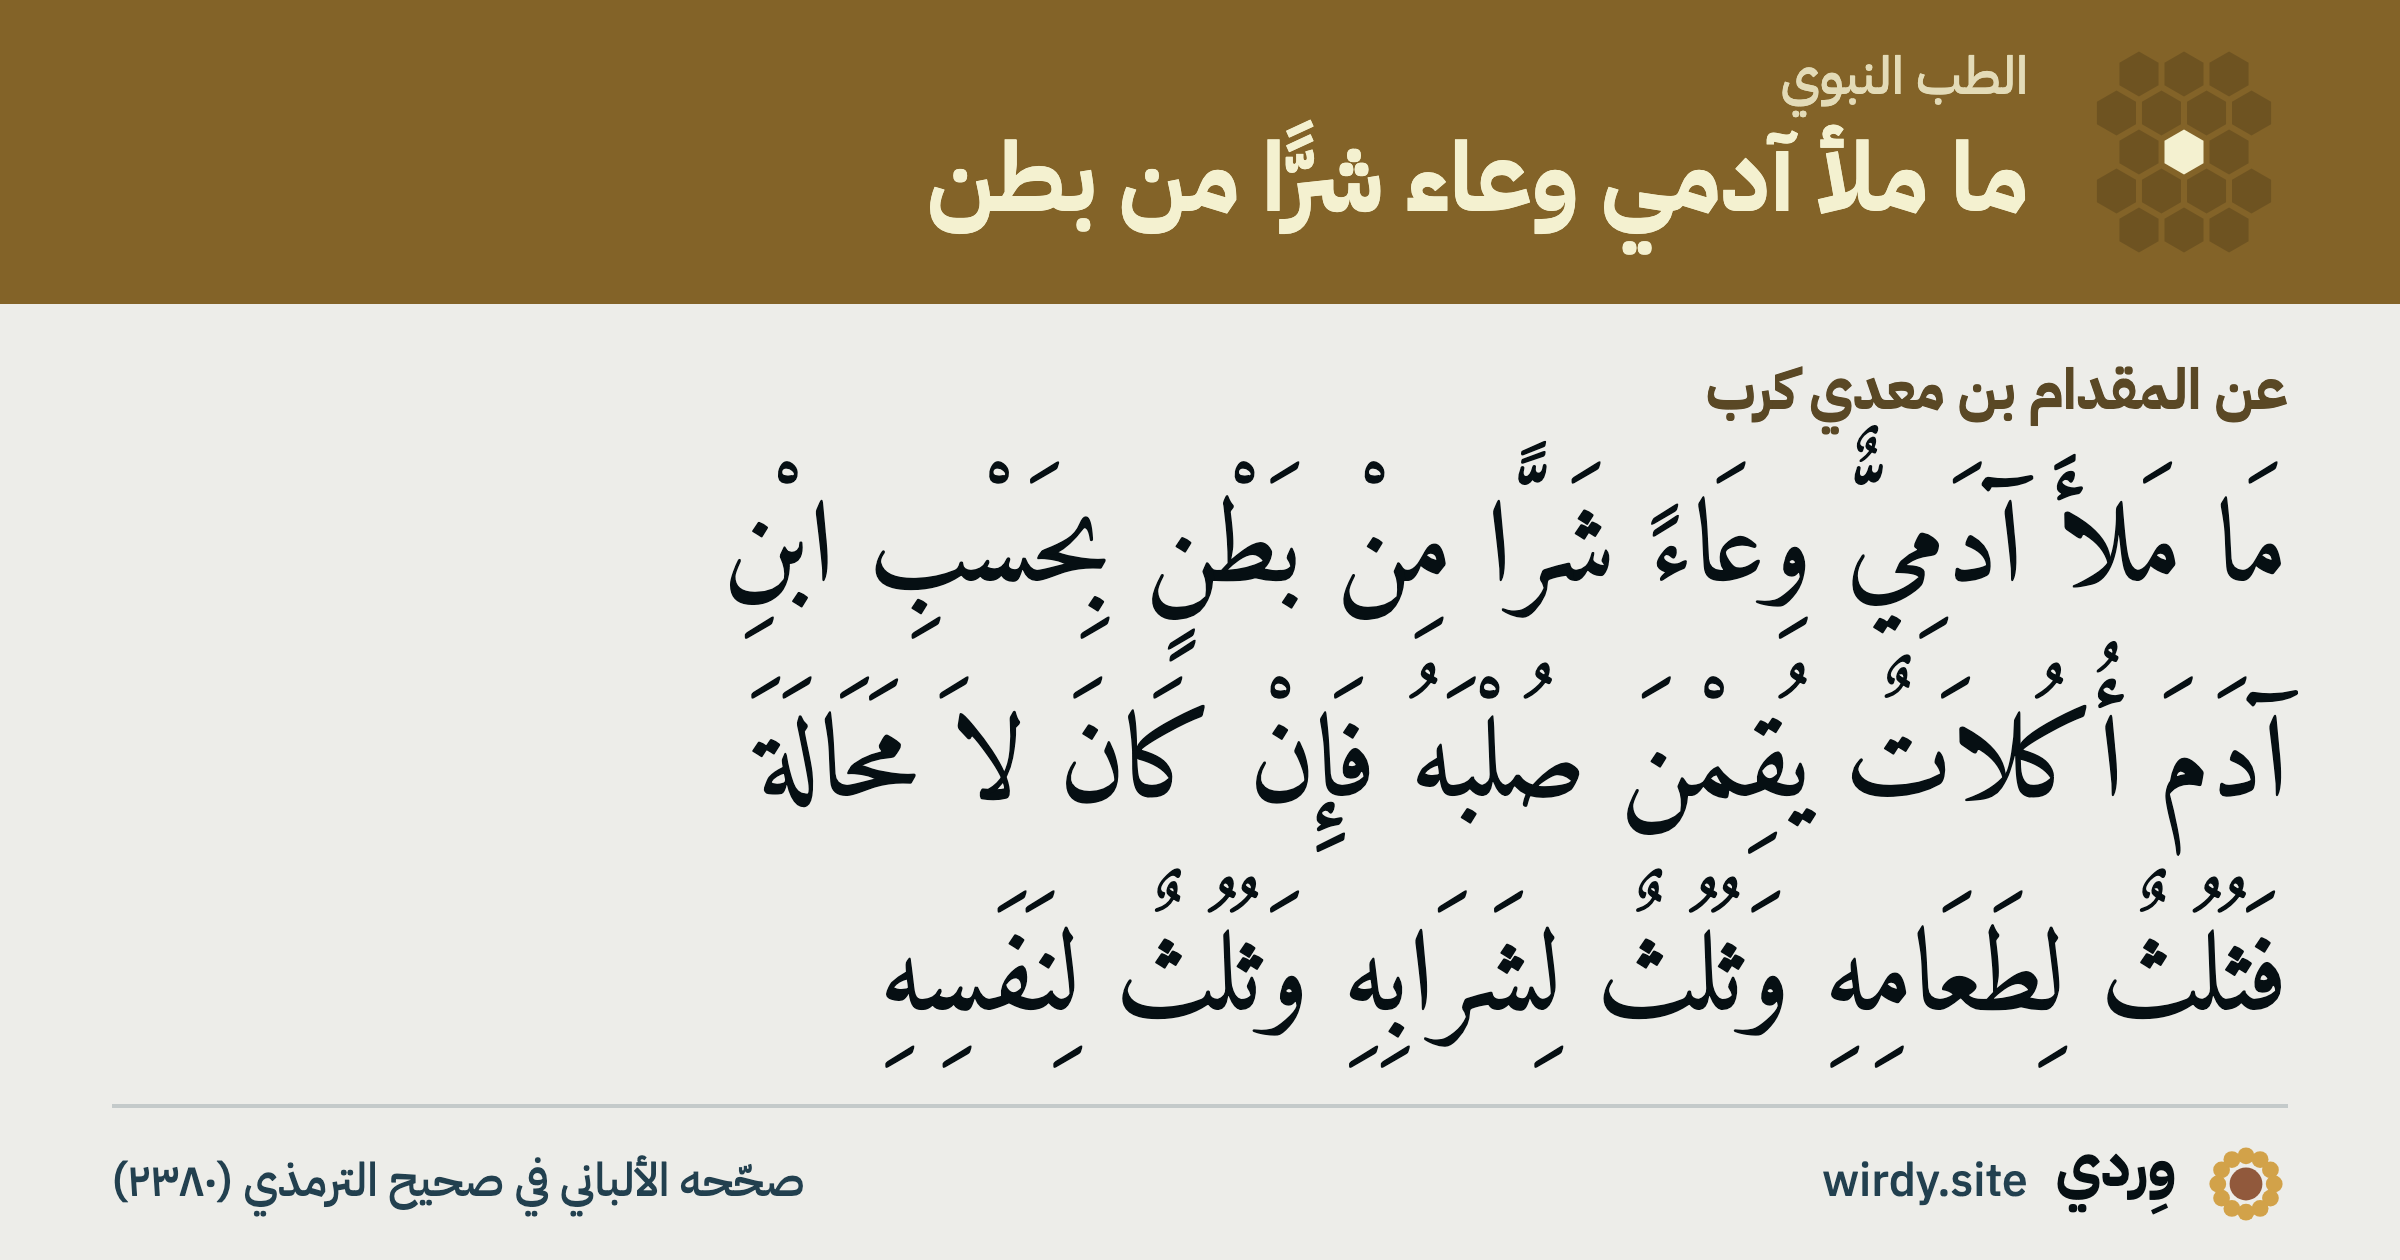 الطب النبوي
ما ملأ آدمي وعاء شرًّا من بطن
عن المقدام بن معدي كرب
مَا مَلأَ آدَمِيٌّ وِعَاءً شَرًّا مِنْ بَطْنٍ بِحَسْبِ ابْنِ
آدَمَ أُكُلاَتٌ يُقِمْنَ صُلْبَهُ فَإِنْ كَانَ لاَ مَحَالَةَ
فَثُلُثٌ لِطَعَامِهِ وَثُلُثٌ لِشَرَابِهِ وَثُلُثٌ لِنَفَسِهِ
وِردي wirdy.site
صحّحه الألباني في صحيح الترمذي (٢٣٨٠)